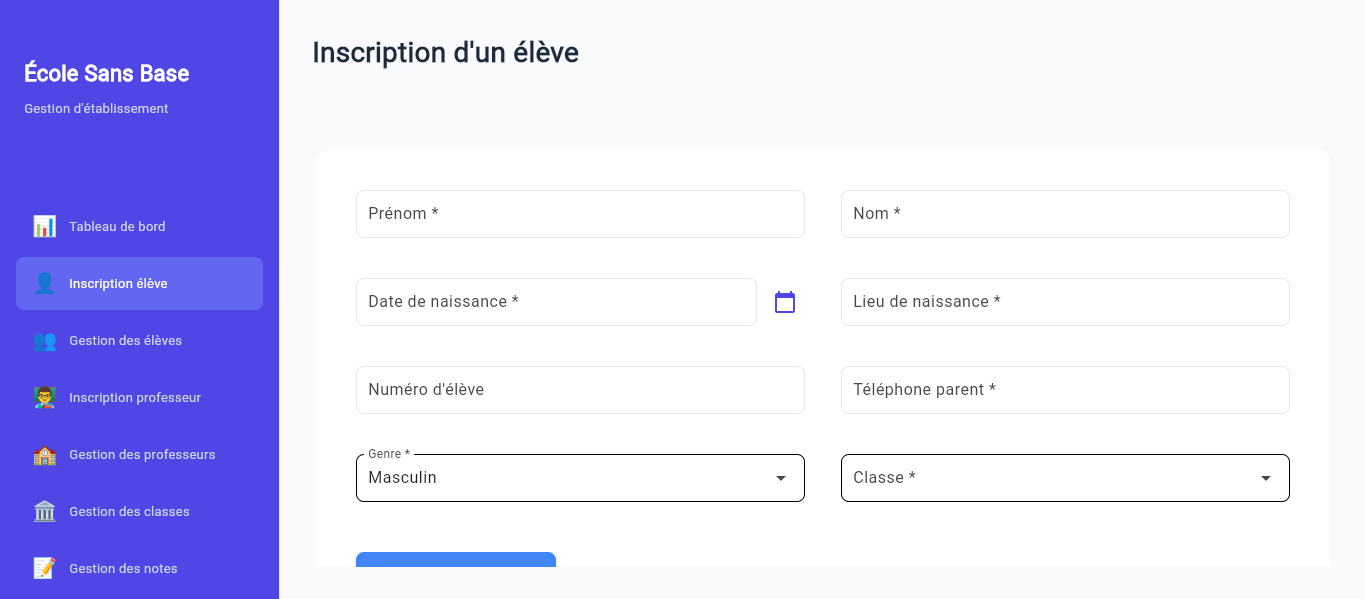 École Sans Base
Gestion d'établissement
Tableau de bord
Inscription élève
Gestion des élèves
Inscription professeur
Gestion des professeurs
Gestion des classes
Gestion des notes
Inscription d'un élève
Prénom *
Nom *
Date de naissance *
Lieu de naissance *
Numéro d'élève
Téléphone parent *
Genre *
Masculin
Classe *